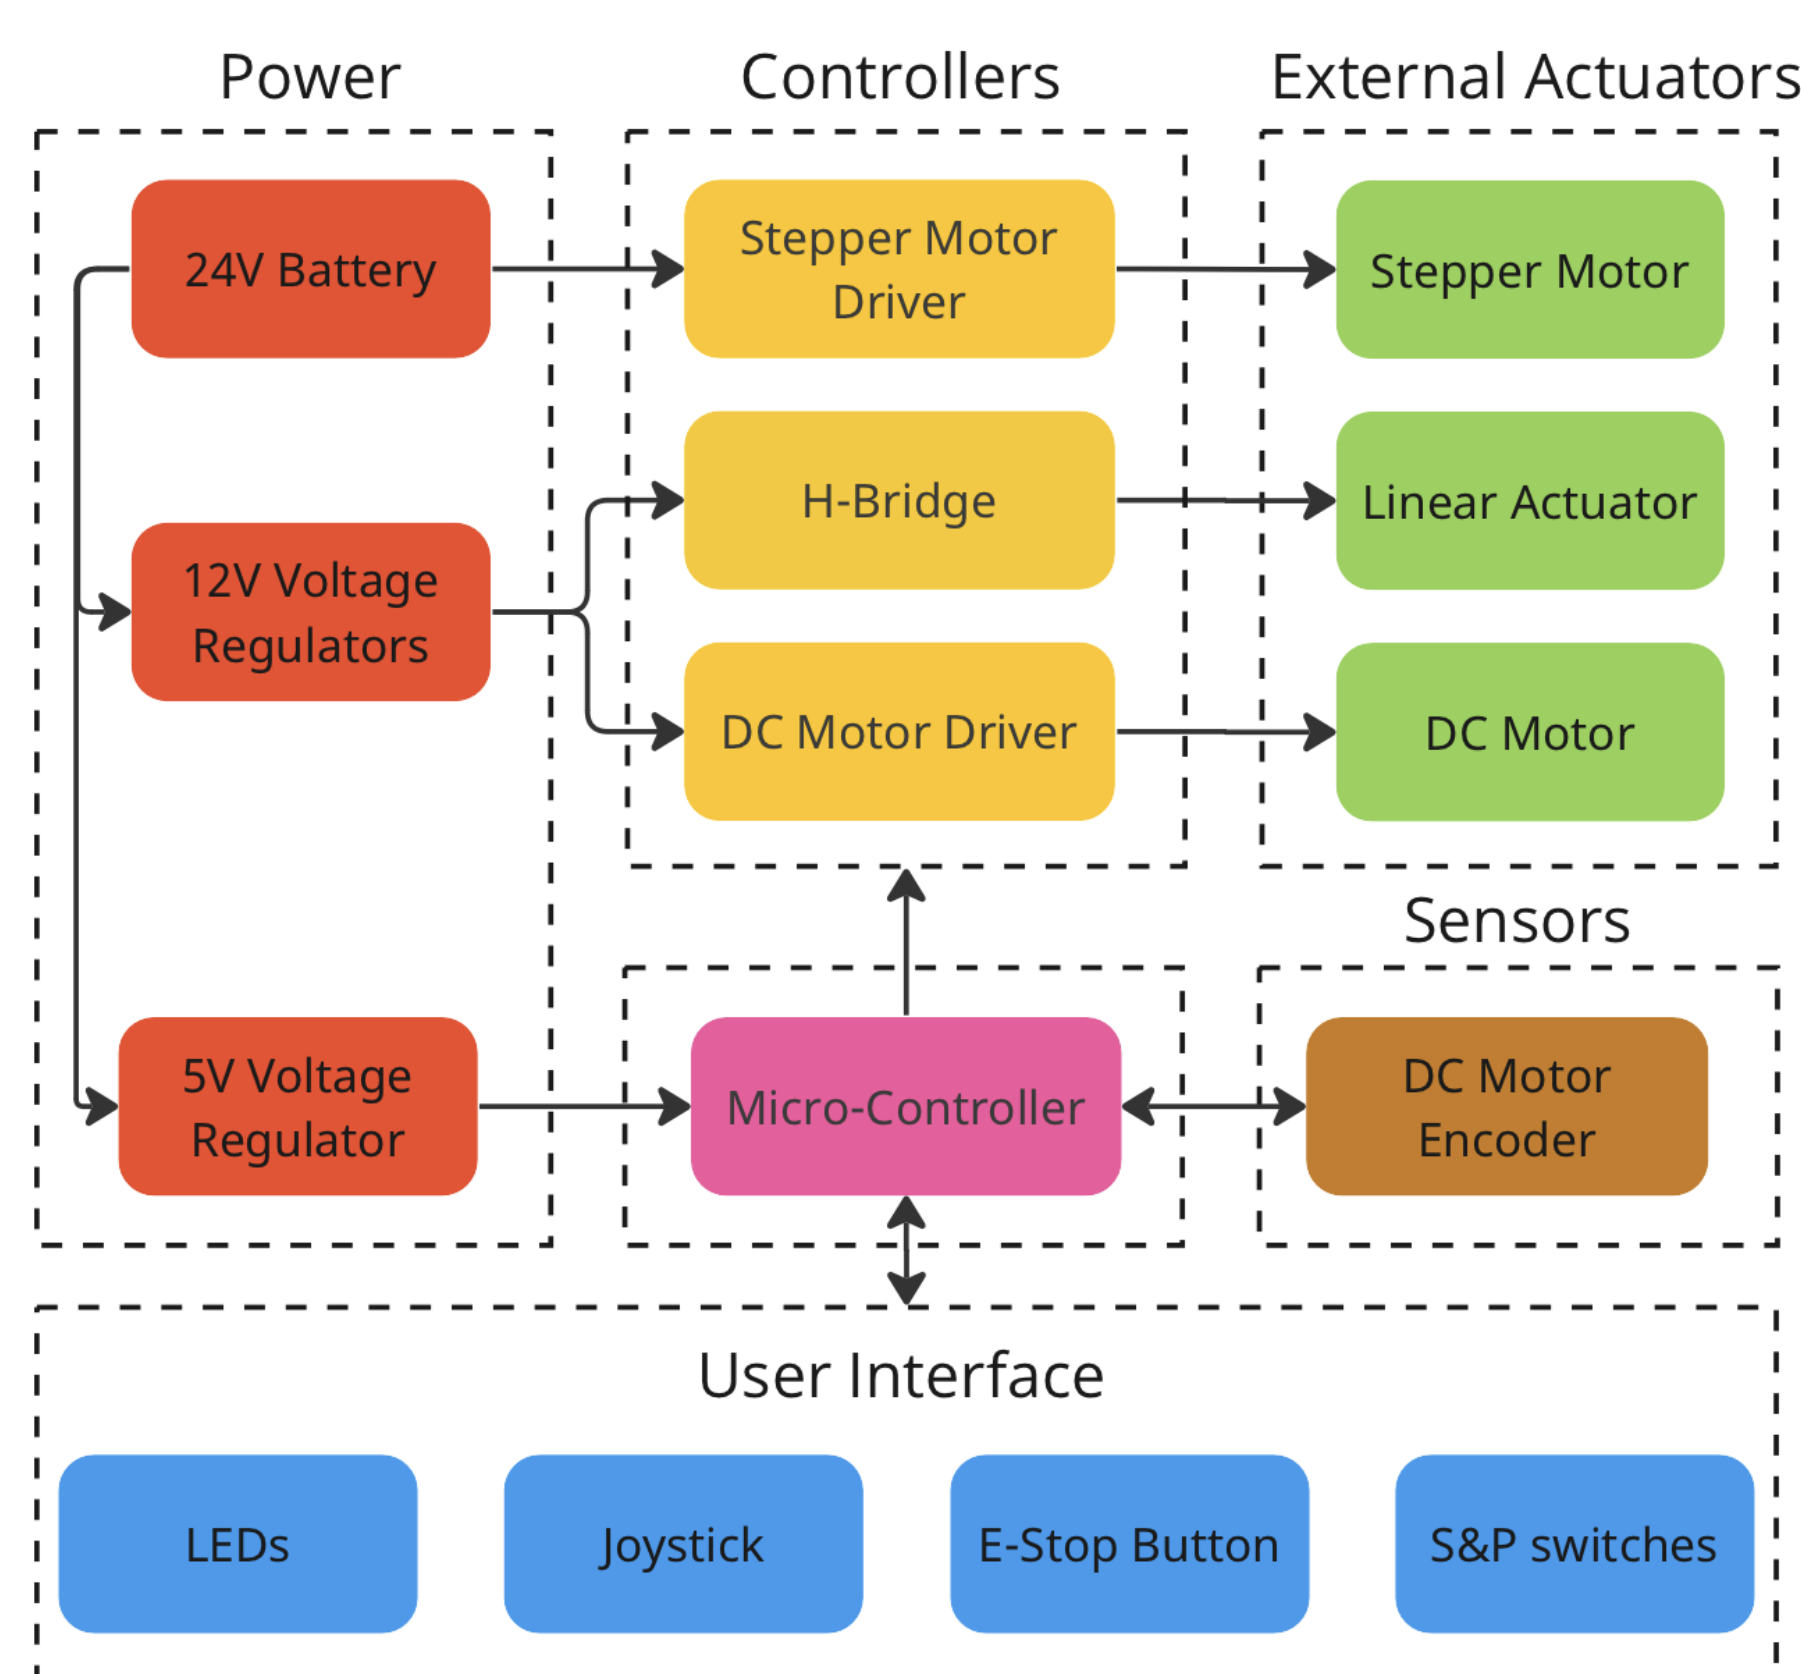 Power
Controllers
External Actuators
24V Battery
Stepper Motor
Driver
Stepper Motor
H-Bridge
Linear Actuator
12V Voltage
Regulators
DC Motor Driver
DC Motor
Sensors
5V Voltage
Regulator
Micro-Controller
DC Motor
Encoder
User Interface
LEDs
Joystick
E-Stop Button
S&P switches